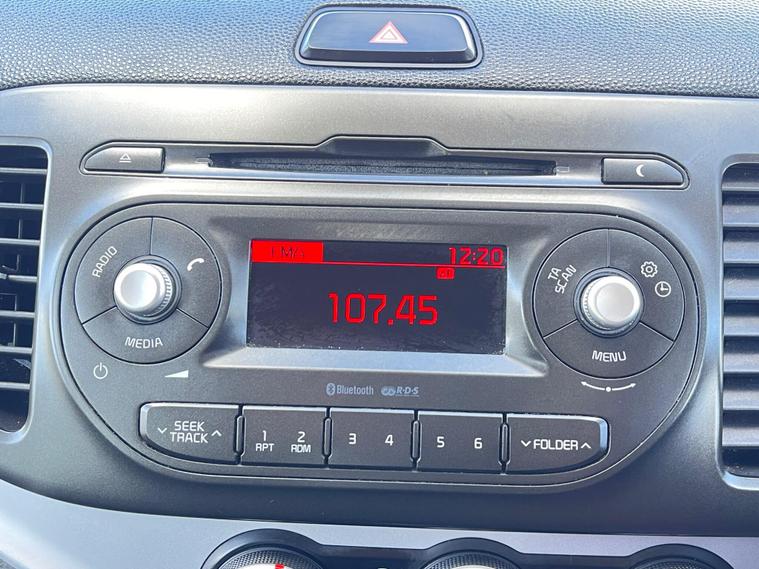 12:20
107.45
RADIO
MEDIA
TA
SCAN
MENU
Bluetooth R·D·S
SEEK
TRACK
1
RPT
2
RDM
3
4
5
6
FOLDER